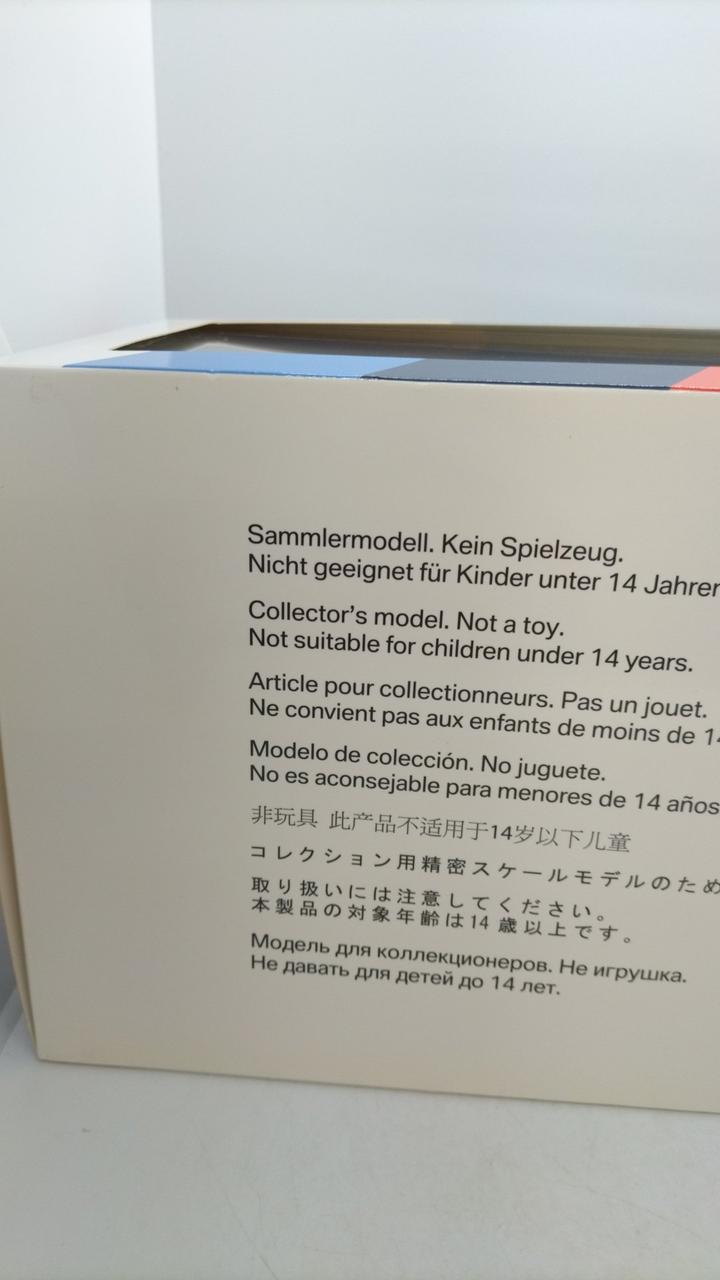 Sammlermodell. Kein Spielzeug.
Nicht geeignet für Kinder unter 14 Jahren
Collector's model. Not a toy.
Not suitable for children under 14 years.
Article pour collectionneurs. Pas un jouet.
Ne convient pas aux enfants de moins de 14
Modelo de colección. No juguete.
No es aconsejable para menores de 14 años
非玩具 此产品不适用于14岁以下儿童
コレクション用精密スケールモデルのため
取り扱いには注意してください。
本製品の対象年齢は14 歳以上です。
Модель для коллекционеров. Не игрушка.
Не давать для детей до 14 лет.